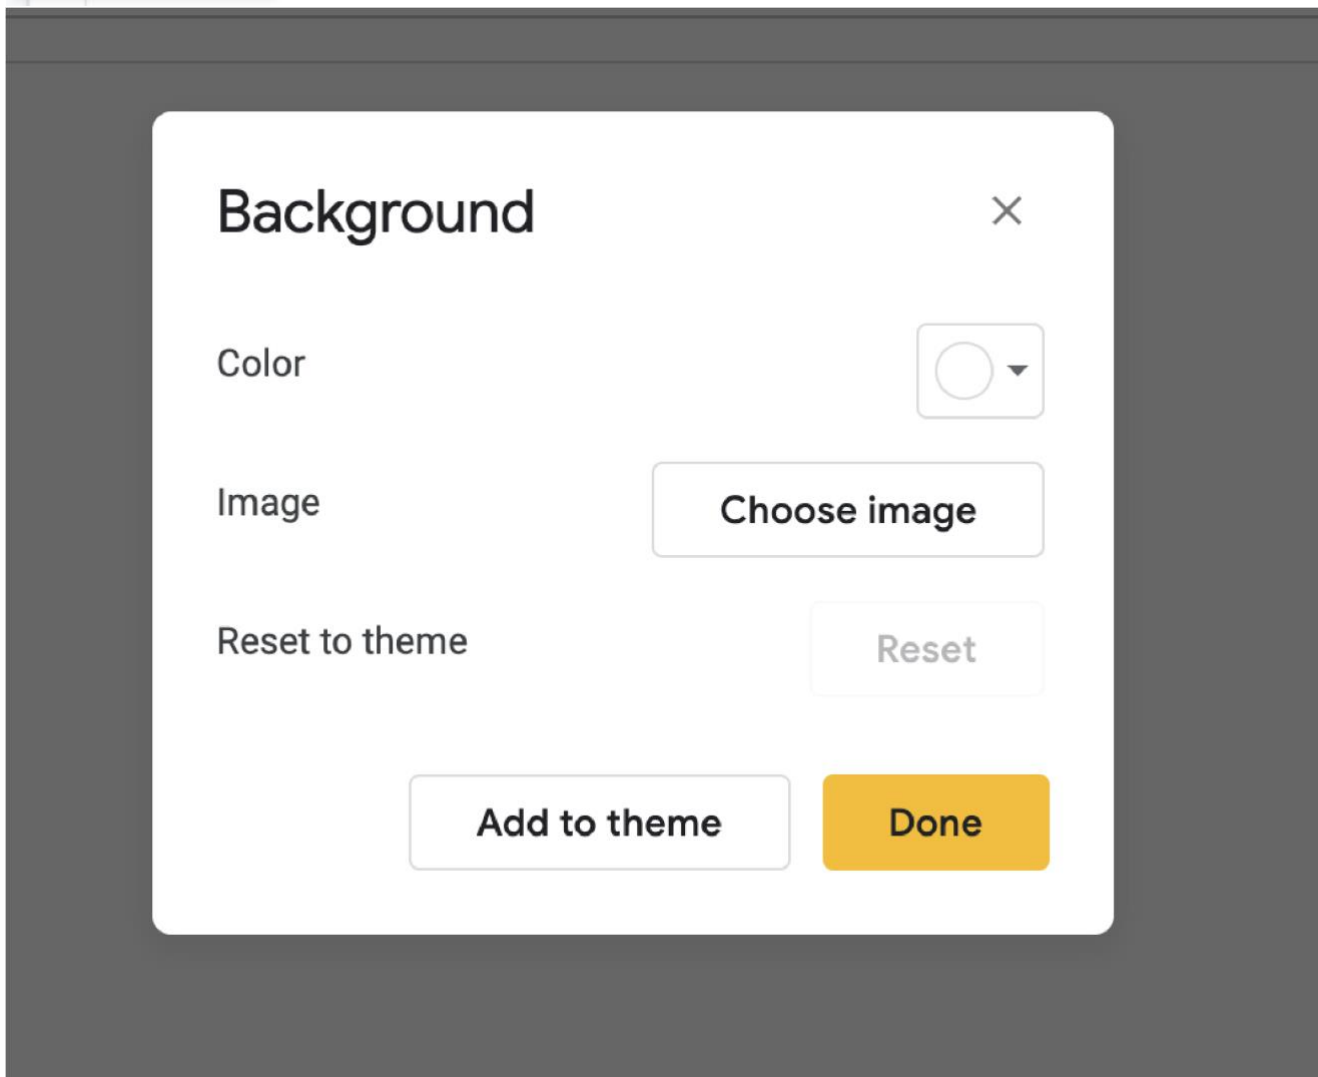 Background
Color
Image
Choose image
Reset to theme
Reset
Add to theme
Done